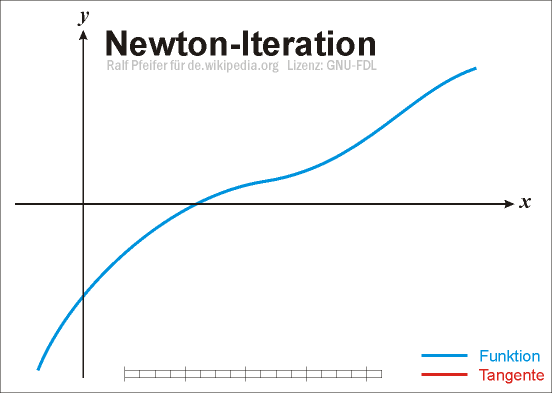 y
Newton-Iteration
Ralf Pfeifer für de.wikipedia.org Lizenz: GNU-FDL
x
Funktion
Tangente